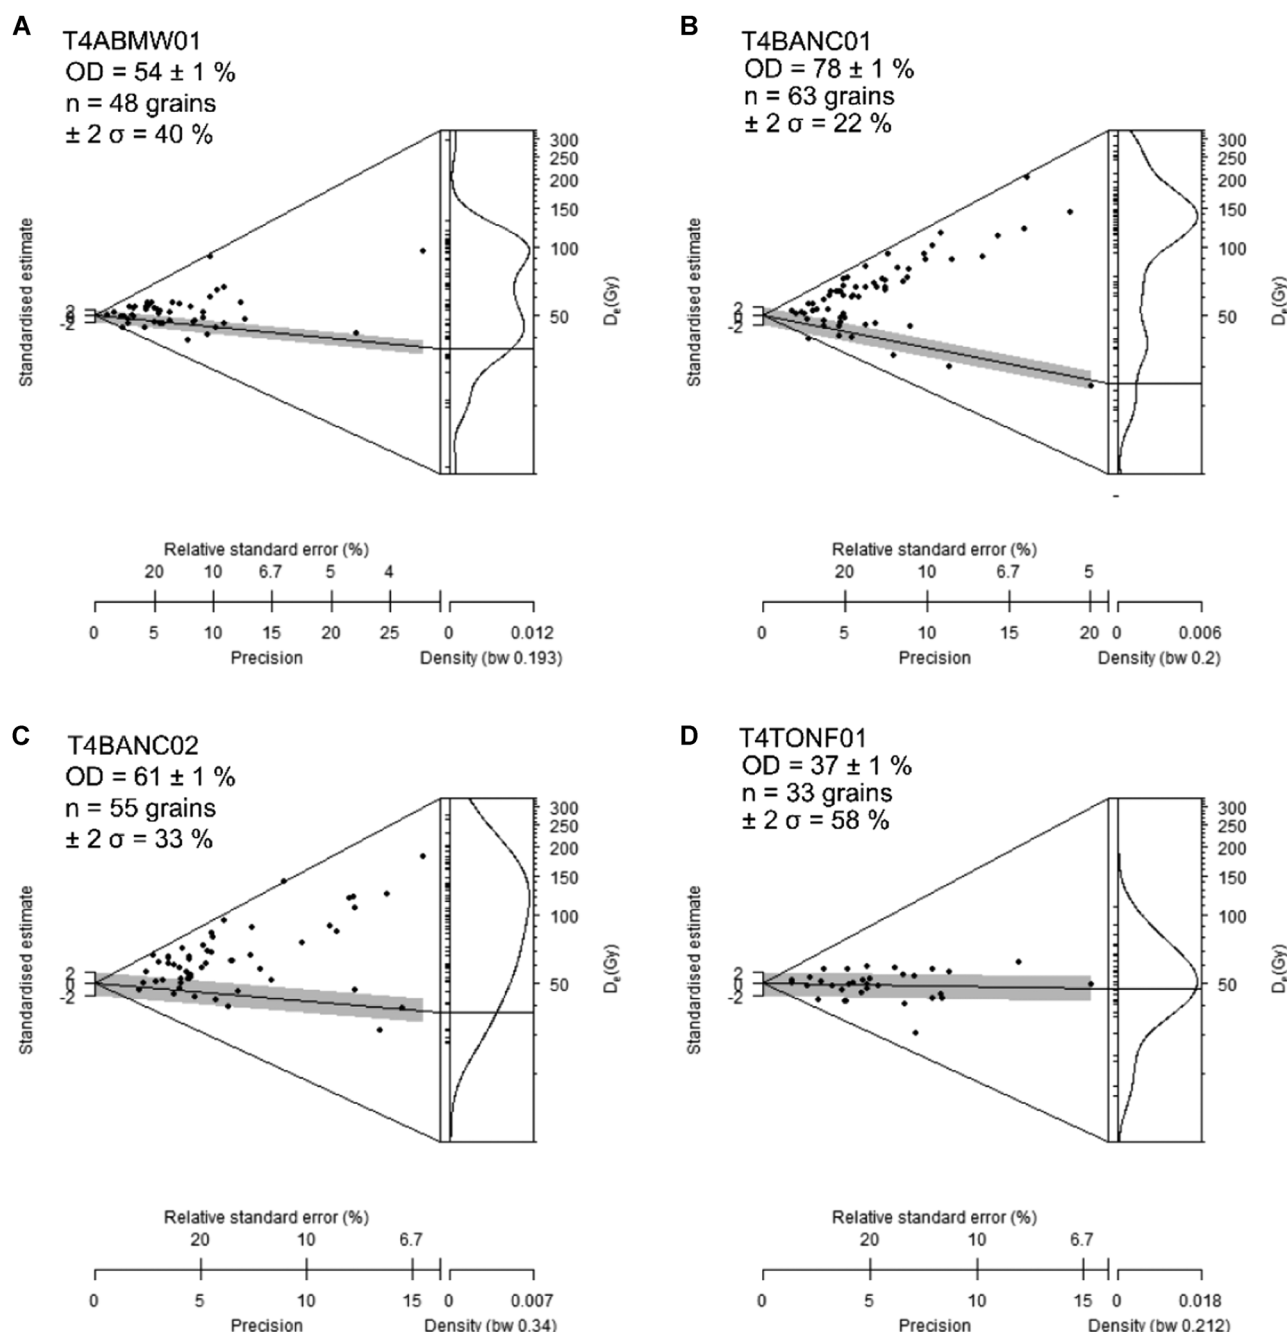 A
T4ABMW01
OD = 54 ± 1 %
n = 48 grains
± 2 σ = 40 %
Standardised estimate
2
0
-2
300
250
200
150
100
50
De(Gy)
Relative standard error (%)
20 10 6.7 5 4
0 5 10 15 20 25 0 0.012
Precision Density (bw 0.193)
B
T4BANC01
OD = 78 ± 1 %
n = 63 grains
± 2 σ = 22 %
Standardised estimate
2
0
-2
300
250
200
150
100
50
De(Gy)
Relative standard error (%)
20 10 6.7 5
0 5 10 15 20 0 0.006
Precision Density (bw 0.2)
C
T4BANC02
OD = 61 ± 1 %
n = 55 grains
± 2 σ = 33 %
Standardised estimate
2
0
-2
300
250
200
150
100
50
De(Gy)
Relative standard error (%)
20 10 6.7
0 5 10 15 0 0.007
Precision Density (bw 0.34)
D
T4TONF01
OD = 37 ± 1 %
n = 33 grains
± 2 σ = 58 %
Standardised estimate
2
0
-2
300
250
200
150
100
50
De(Gy)
Relative standard error (%)
20 10 6.7
0 5 10 15 0 0.018
Precision Density (bw 0.212)